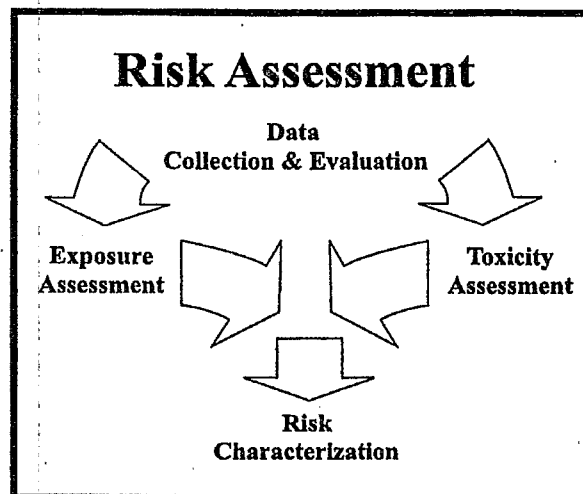 Risk Assessment
Data
Collection & Evaluation
Exposure
Assessment
Toxicity
Assessment
Risk
Characterization